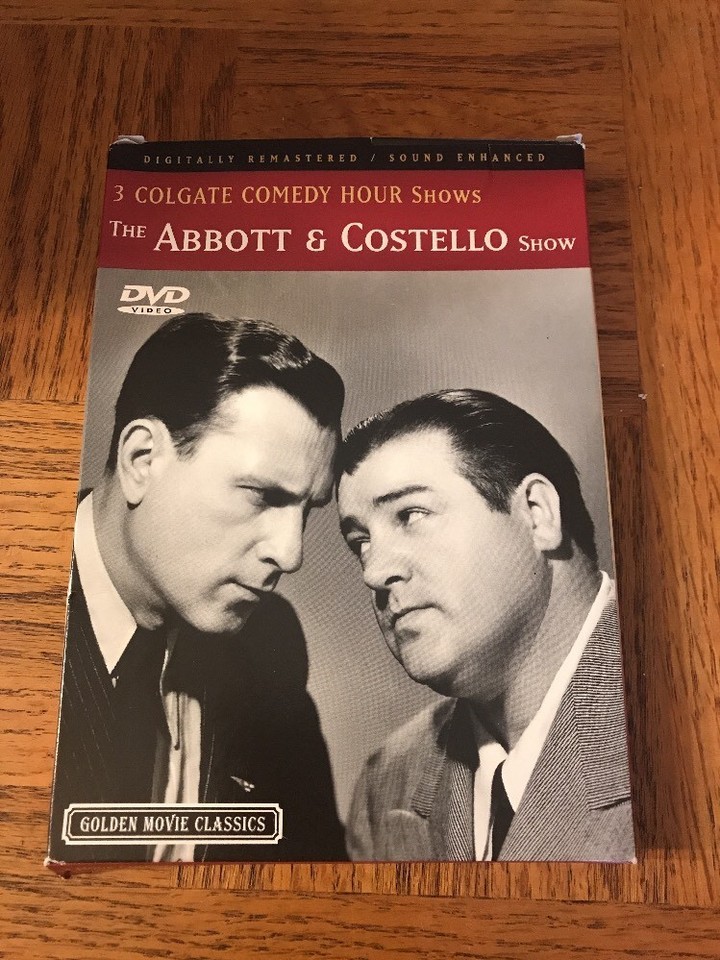 DIGITALLY REMASTERED / SOUND ENHANCED
3 COLGATE COMEDY HOUR SHOWS
THE ABBOTT & COSTELLO SHOW
DVD
VIDEO
GOLDEN MOVIE CLASSICS